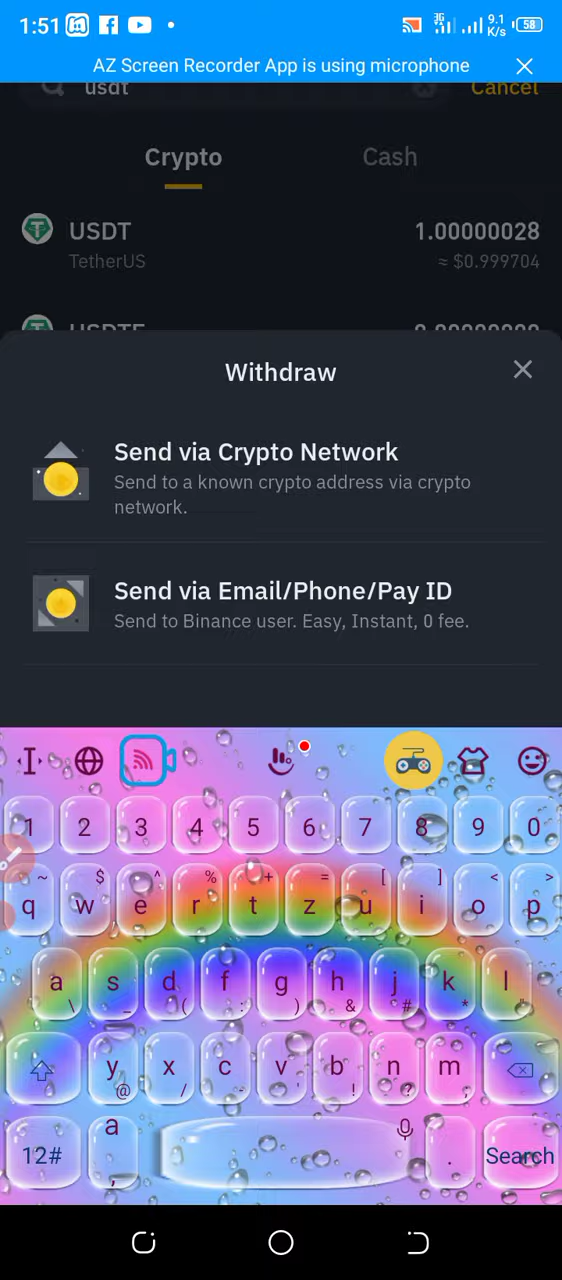 1:51 3G 9.1 K/s 58
AZ Screen Recorder App is using microphone
usdt Cancel
Crypto Cash
USDT 1.00000028
TetherUS ≈ $0.999704
Withdraw
Send via Crypto Network
Send to a known crypto address via crypto
network.
Send via Email/Phone/Pay ID
Send to Binance user. Easy, Instant, 0 fee.
1 2 3 4 5 6 7 8 9 0
~ $ ^ % + = [ ] < >
q w e r t z u i o p
a s d f g h j k l
\ _ ( : ) & # * "
y x c v b n m
@ / - ' ! ? ;
12# a , . Search